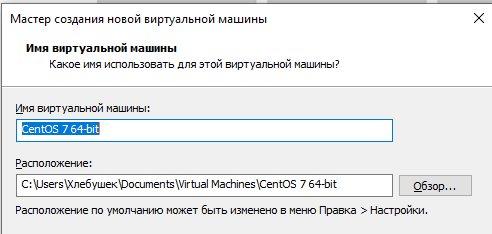 Мастер создания новой виртуальной машины
Имя виртуальной машины
Какое имя использовать для этой виртуальной машины?
Имя виртуальной машины:
CentOS 7 64-bit
Расположение:
C:\Users\Хлебушек\Documents\Virtual Machines\CentOS 7 64-bit
Обзор...
Расположение по умолчанию может быть изменено в меню Правка > Настройки.